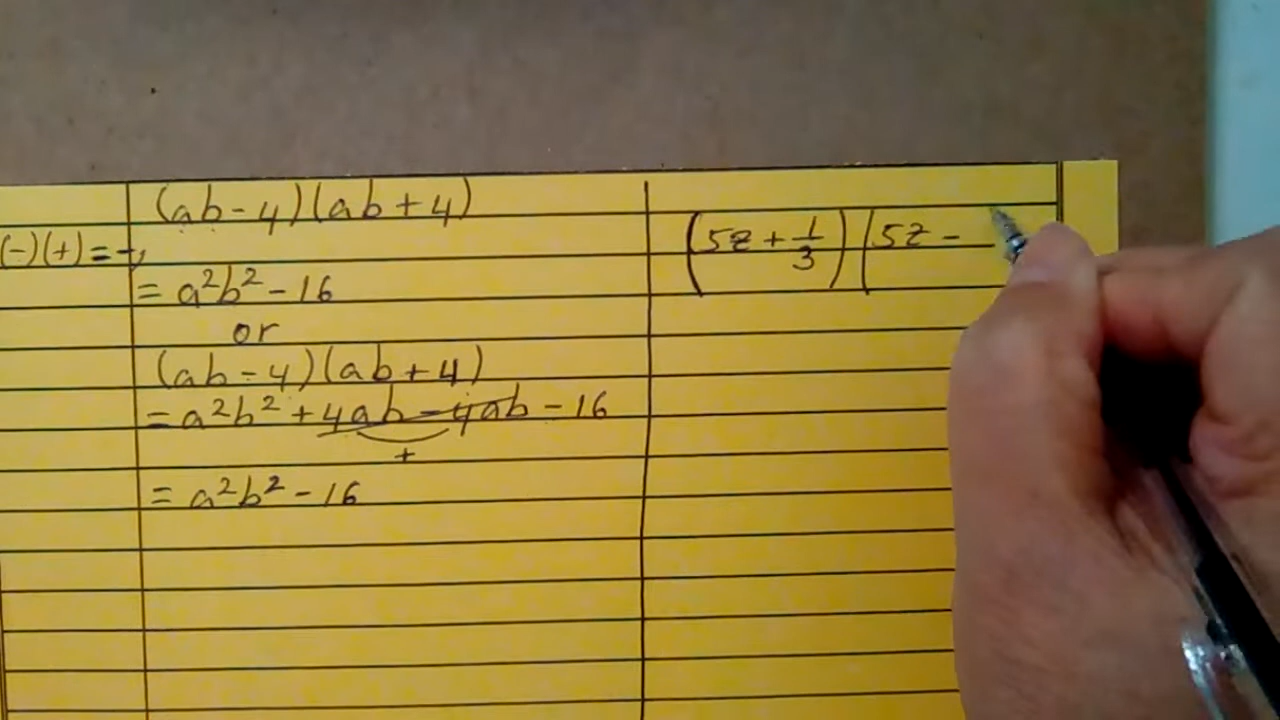 (ab - 4)(ab + 4)
(-)(+) = -,
= a²b² - 16
or
(ab - 4)(ab + 4)
= a²b² + 4ab - 4ab - 16
+
= a²b² - 16
(5z + 1/3)(5z -